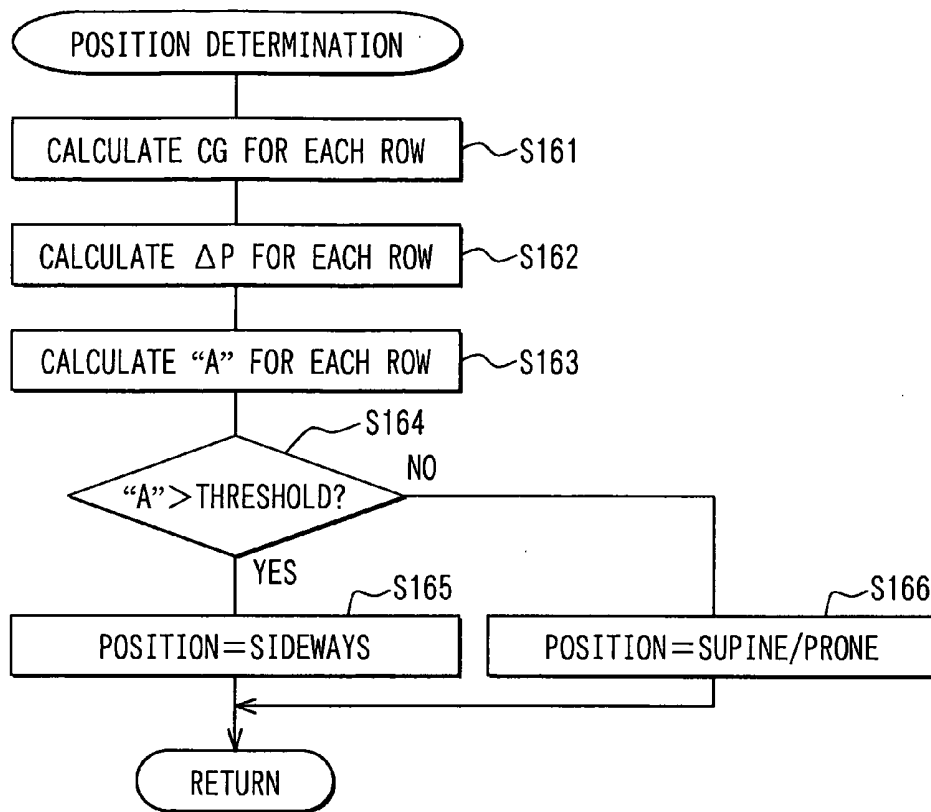 POSITION DETERMINATION
CALCULATE CG FOR EACH ROW
S161
CALCULATE △P FOR EACH ROW
S162
CALCULATE “A” FOR EACH ROW
S163
S164
NO
“A”>THRESHOLD?
YES
S165
S166
POSITION=SIDEWAYS
POSITION=SUPINE/PRONE
RETURN